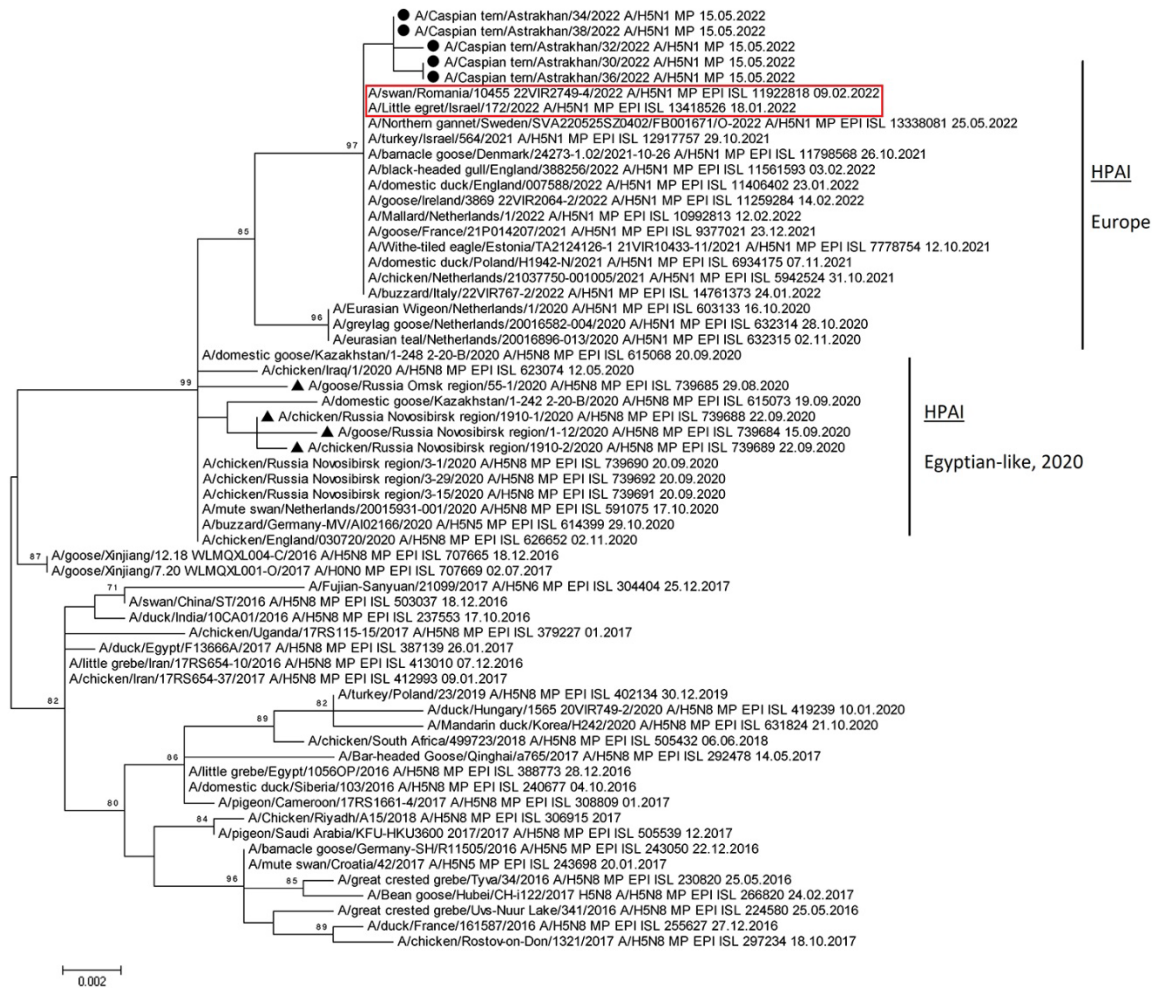 A/Caspian tern/Astrakhan/34/2022 A/H5N1 MP 15.05.2022
A/Caspian tern/Astrakhan/38/2022 A/H5N1 MP 15.05.2022
A/Caspian tern/Astrakhan/32/2022 A/H5N1 MP 15.05.2022
A/Caspian tern/Astrakhan/30/2022 A/H5N1 MP 15.05.2022
A/Caspian tern/Astrakhan/36/2022 A/H5N1 MP 15.05.2022
A/swan/Romania/10455 22VIR2749-4/2022 A/H5N1 MP EPI ISL 11922818 09.02.2022
A/Little egret/Israel/172/2022 A/H5N1 MP EPI ISL 13418526 18.01.2022
A/Northern gannet/Sweden/SVA220525SZ0402/FB001671/O-2022 A/H5N1 MP EPI ISL 13338081 25.05.2022
A/turkey/Israel/564/2021 A/H5N1 MP EPI ISL 12917757 29.10.2021
97
A/barnacle goose/Denmark/24273-1.02/2021-10-26 A/H5N1 MP EPI ISL 11798568 26.10.2021
A/black-headed gull/England/388256/2022 A/H5N1 MP EPI ISL 11561593 03.02.2022
HPAI
A/domestic duck/England/007588/2022 A/H5N1 MP EPI ISL 11406402 23.01.2022
A/goose/Ireland/3869 22VIR2064-2/2022 A/H5N1 MP EPI ISL 11259284 14.02.2022
A/Mallard/Netherlands/1/2022 A/H5N1 MP EPI ISL 10992813 12.02.2022
Europe
A/goose/France/21P014207/2021 A/H5N1 MP EPI ISL 9377021 23.12.2021
85
A/Withe-tiled eagle/Estonia/TA2124126-1 21VIR10433-11/2021 A/H5N1 MP EPI ISL 7778754 12.10.2021
A/domestic duck/Poland/H1942-N/2021 A/H5N1 MP EPI ISL 6934175 07.11.2021
A/chicken/Netherlands/21037750-001005/2021 A/H5N1 MP EPI ISL 5942524 31.10.2021
A/buzzard/Italy/22VIR767-2/2022 A/H5N1 MP EPI ISL 14761373 24.01.2022
A/Eurasian Wigeon/Netherlands/1/2020 A/H5N1 MP EPI ISL 603133 16.10.2020
96
A/greylag goose/Netherlands/20016582-004/2020 A/H5N1 MP EPI ISL 632314 28.10.2020
A/eurasian teal/Netherlands/20016896-013/2020 A/H5N1 MP EPI ISL 632315 02.11.2020
A/domestic goose/Kazakhstan/1-248 2-20-B/2020 A/H5N8 MP EPI ISL 615068 20.09.2020
A/chicken/Iraq/1/2020 A/H5N8 MP EPI ISL 623074 12.05.2020
99
A/goose/Russia Omsk region/55-1/2020 A/H5N8 MP EPI ISL 739685 29.08.2020
A/domestic goose/Kazakhstan/1-242 2-20-B/2020 A/H5N8 MP EPI ISL 615073 19.09.2020
HPAI
A/chicken/Russia Novosibirsk region/1910-1/2020 A/H5N8 MP EPI ISL 739688 22.09.2020
A/goose/Russia Novosibirsk region/1-12/2020 A/H5N8 MP EPI ISL 739684 15.09.2020
A/chicken/Russia Novosibirsk region/1910-2/2020 A/H5N8 MP EPI ISL 739689 22.09.2020
Egyptian-like, 2020
A/chicken/Russia Novosibirsk region/3-1/2020 A/H5N8 MP EPI ISL 739690 20.09.2020
A/chicken/Russia Novosibirsk region/3-29/2020 A/H5N8 MP EPI ISL 739692 20.09.2020
A/chicken/Russia Novosibirsk region/3-15/2020 A/H5N8 MP EPI ISL 739691 20.09.2020
A/mute swan/Netherlands/20015931-001/2020 A/H5N8 MP EPI ISL 591075 17.10.2020
A/buzzard/Germany-MV/AI02166/2020 A/H5N5 MP EPI ISL 614399 29.10.2020
A/chicken/England/030720/2020 A/H5N8 MP EPI ISL 626652 02.11.2020
87
A/goose/Xinjiang/12.18 WLMQXL004-C/2016 A/H5N8 MP EPI ISL 707665 18.12.2016
A/goose/Xinjiang/7.20 WLMQXL001-O/2017 A/H0N0 MP EPI ISL 707669 02.07.2017
71
A/Fujian-Sanyuan/21099/2017 A/H5N6 MP EPI ISL 304404 25.12.2017
A/swan/China/ST/2016 A/H5N8 MP EPI ISL 503037 18.12.2016
A/duck/India/10CA01/2016 A/H5N8 MP EPI ISL 237553 17.10.2016
A/chicken/Uganda/17RS115-15/2017 A/H5N8 MP EPI ISL 379227 01.2017
A/duck/Egypt/F13666A/2017 A/H5N8 MP EPI ISL 387139 26.01.2017
A/little grebe/Iran/17RS654-10/2016 A/H5N8 MP EPI ISL 413010 07.12.2016
A/chicken/Iran/17RS654-37/2017 A/H5N8 MP EPI ISL 412993 09.01.2017
82
A/turkey/Poland/23/2019 A/H5N8 MP EPI ISL 402134 30.12.2019
82
A/duck/Hungary/1565 20VIR749-2/2020 A/H5N8 MP EPI ISL 419239 10.01.2020
89
A/Mandarin duck/Korea/H242/2020 A/H5N8 MP EPI ISL 631824 21.10.2020
A/chicken/South Africa/499723/2018 A/H5N8 MP EPI ISL 505432 06.06.2018
86
A/Bar-headed Goose/Qinghai/a765/2017 A/H5N8 MP EPI ISL 292478 14.05.2017
A/little grebe/Egypt/1056OP/2016 A/H5N8 MP EPI ISL 388773 28.12.2016
A/domestic duck/Siberia/103/2016 A/H5N8 MP EPI ISL 240677 04.10.2016
80
A/pigeon/Cameroon/17RS1661-4/2017 A/H5N8 MP EPI ISL 308809 01.2017
84
A/Chicken/Riyadh/A15/2018 A/H5N8 MP EPI ISL 306915 2017
A/pigeon/Saudi Arabia/KFU-HKU3600 2017/2017 A/H5N8 MP EPI ISL 505539 12.2017
A/barnacle goose/Germany-SH/R11505/2016 A/H5N5 MP EPI ISL 243050 22.12.2016
A/mute swan/Croatia/42/2017 A/H5N5 MP EPI ISL 243698 20.01.2017
96
85
A/great crested grebe/Tyva/34/2016 A/H5N8 MP EPI ISL 230820 25.05.2016
A/Bean goose/Hubei/CH-i122/2017 H5N8 A/H5N8 MP EPI ISL 266820 24.02.2017
A/great crested grebe/Uvs-Nuur Lake/341/2016 A/H5N8 MP EPI ISL 224580 25.05.2016
89
A/duck/France/161587/2016 A/H5N8 MP EPI ISL 255627 27.12.2016
A/chicken/Rostov-on-Don/1321/2017 A/H5N8 MP EPI ISL 297234 18.10.2017
0.002